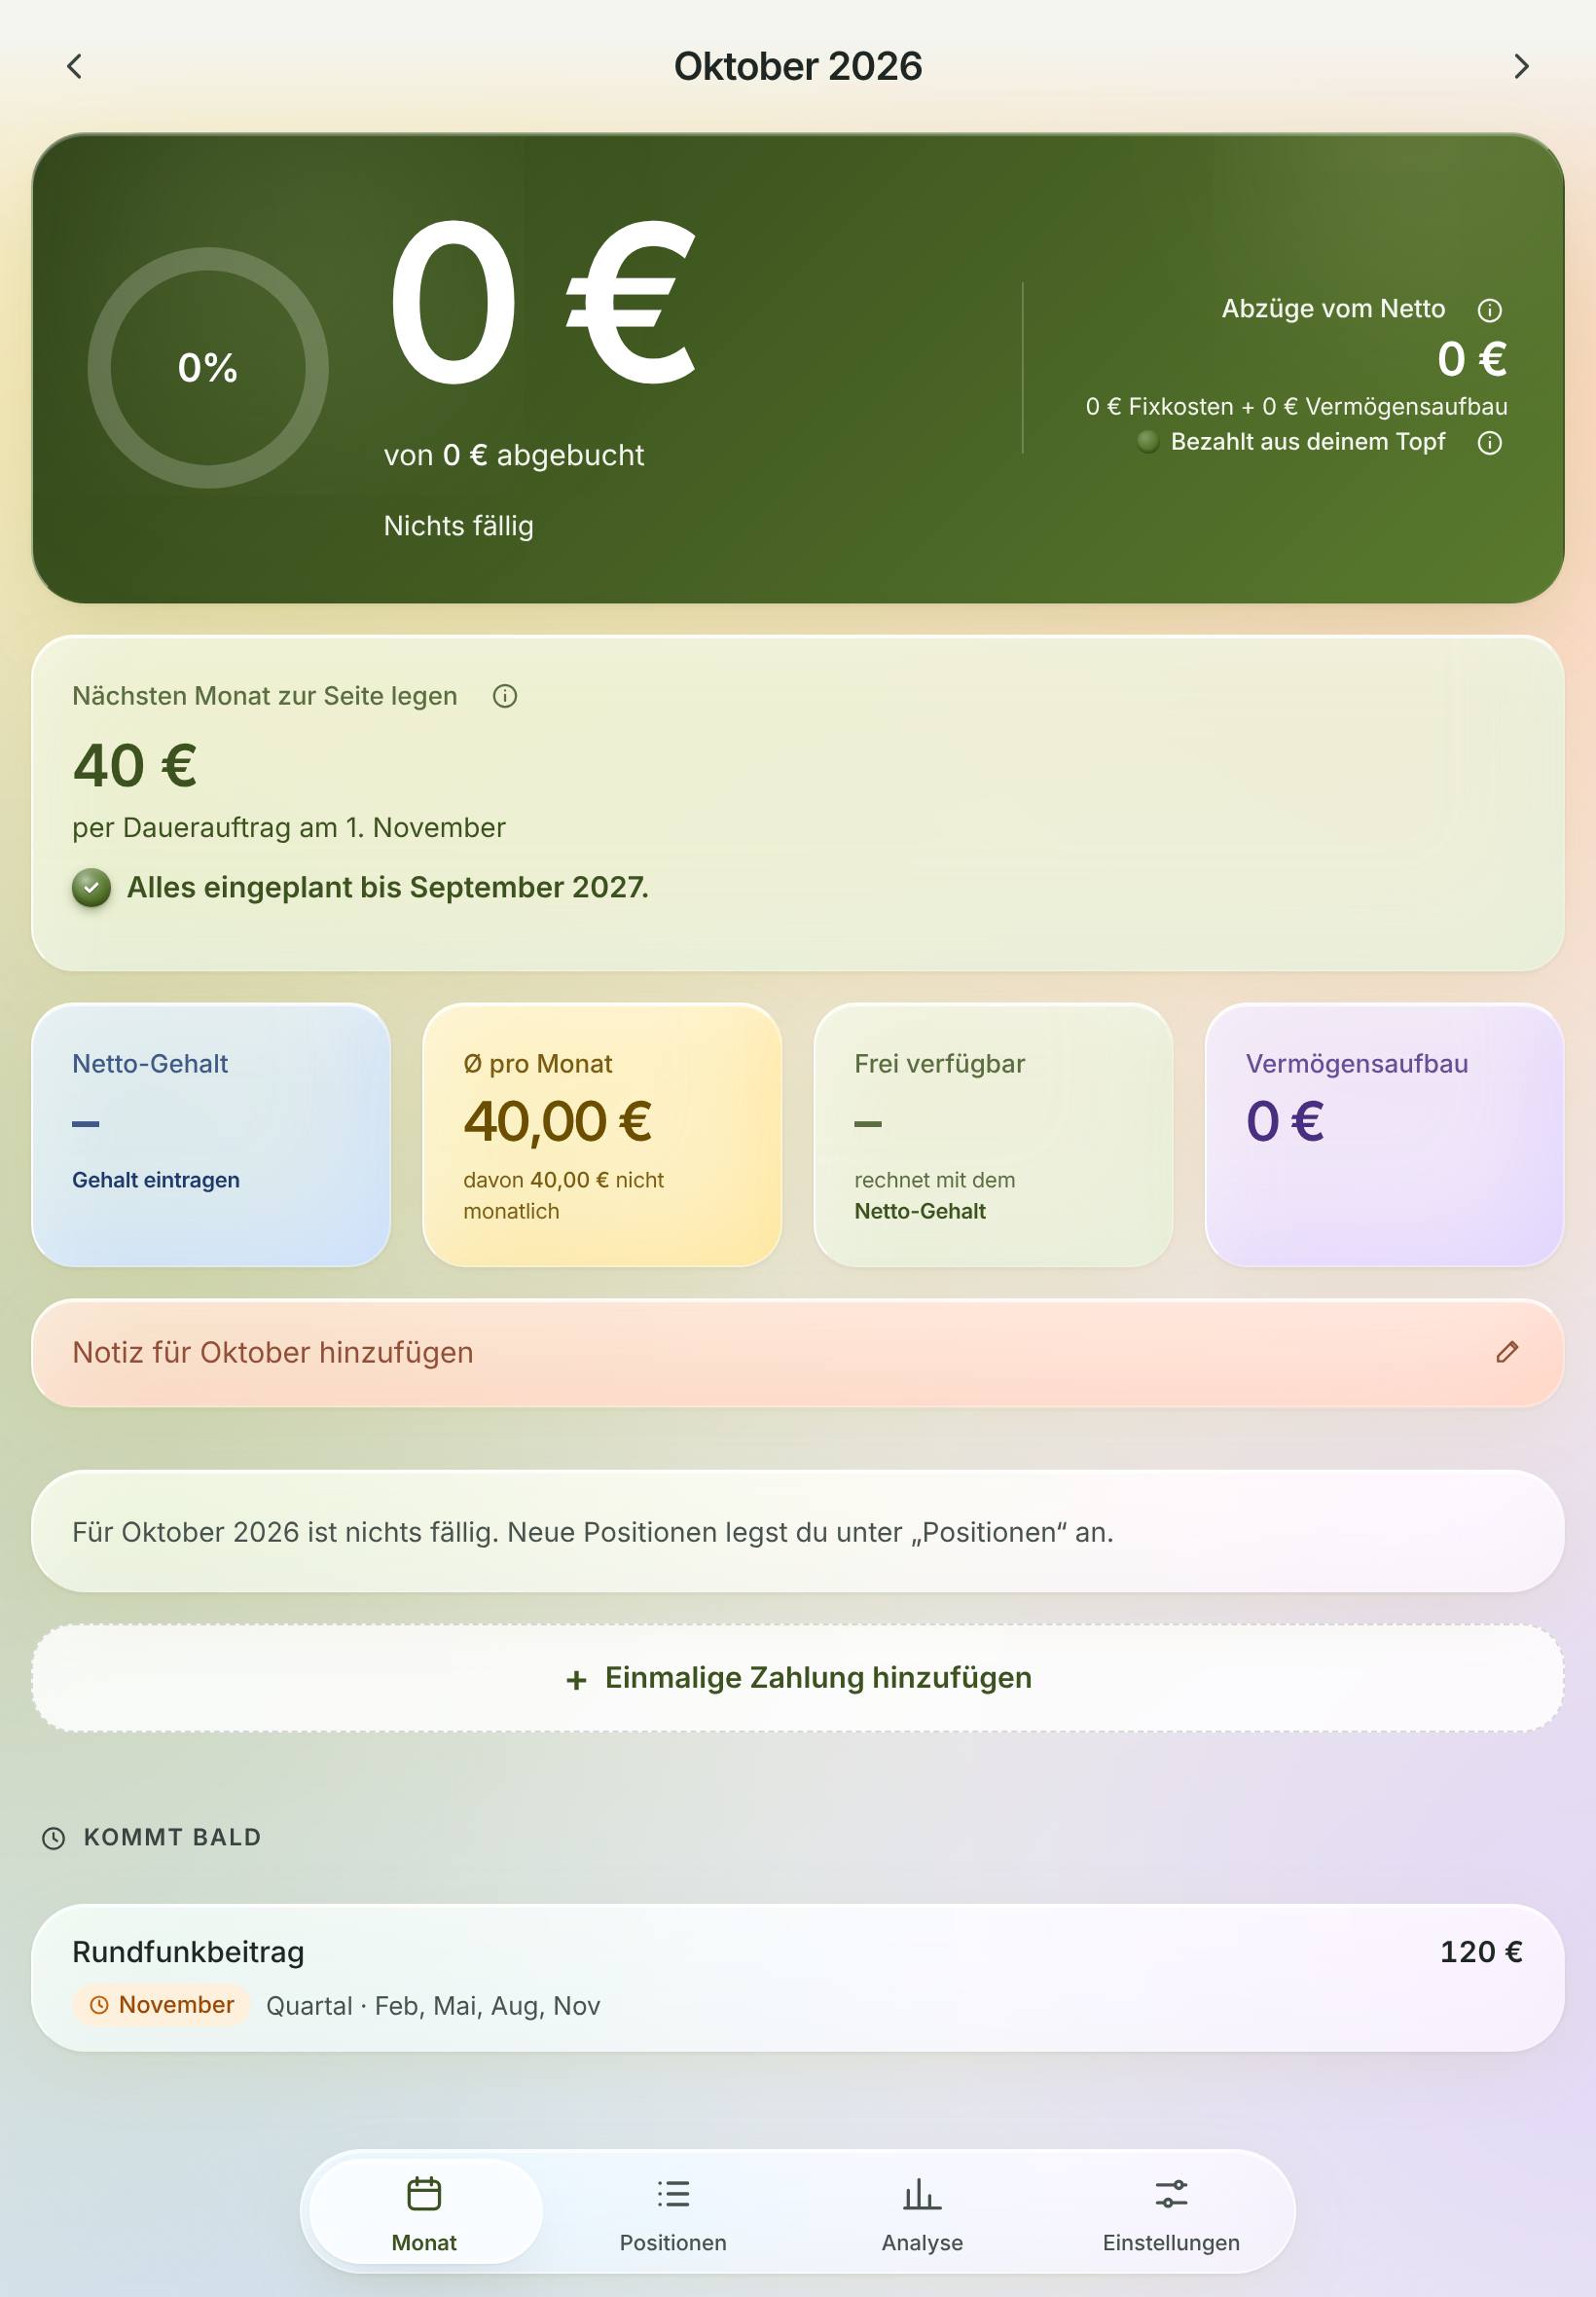 Oktober 2026
0%
0 €
von 0 € abgebucht
Nichts fällig
Abzüge vom Netto
0 €
0 € Fixkosten + 0 € Vermögensaufbau
Bezahlt aus deinem Topf
Nächsten Monat zur Seite legen
40 €
per Dauerauftrag am 1. November
Alles eingeplant bis September 2027.
Netto-Gehalt
–
Gehalt eintragen
Ø pro Monat
40,00 €
davon 40,00 € nicht
monatlich
Frei verfügbar
–
rechnet mit dem
Netto-Gehalt
Vermögensaufbau
0 €
Notiz für Oktober hinzufügen
Für Oktober 2026 ist nichts fällig. Neue Positionen legst du unter „Positionen“ an.
+ Einmalige Zahlung hinzufügen
KOMMT BALD
Rundfunkbeitrag
120 €
November
Quartal · Feb, Mai, Aug, Nov
Monat
Positionen
Analyse
Einstellungen